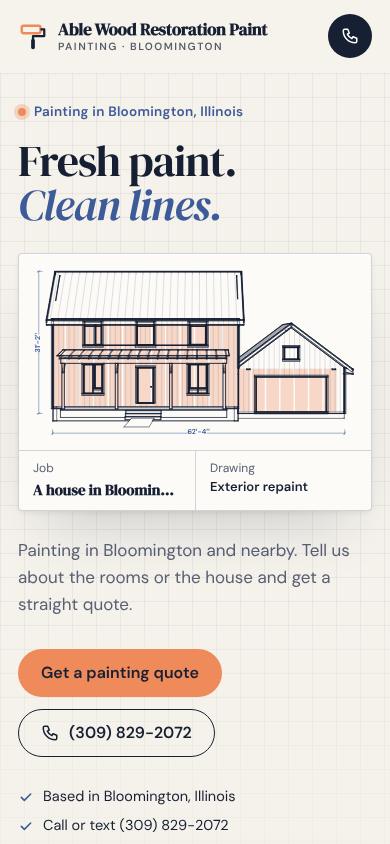 Able Wood Restoration Paint
PAINTING · BLOOMINGTON
Painting in Bloomington, Illinois
Fresh paint.
Clean lines.
31'-2"
62'-4"
Job
A house in Bloomin...
Drawing
Exterior repaint
Painting in Bloomington and nearby. Tell us
about the rooms or the house and get a
straight quote.
Get a painting quote
(309) 829-2072
Based in Bloomington, Illinois
Call or text (309) 829-2072